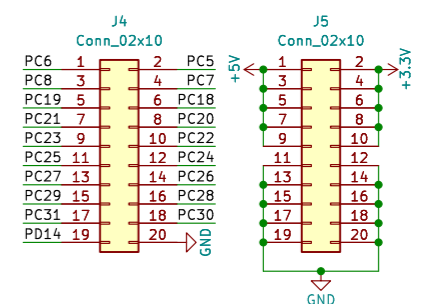 J4
Conn_02x10
PC6 1 2 PC5
PC8 3 4 PC7
PC19 5 6 PC18
PC21 7 8 PC20
PC23 9 10 PC22
PC25 11 12 PC24
PC27 13 14 PC26
PC29 15 16 PC28
PC31 17 18 PC30
PD14 19 20 GND
J5
Conn_02x10
+5V 1 2 +3.3V
3 4
5 6
7 8
9 10
11 12
13 14
15 16
17 18
19 20
GND